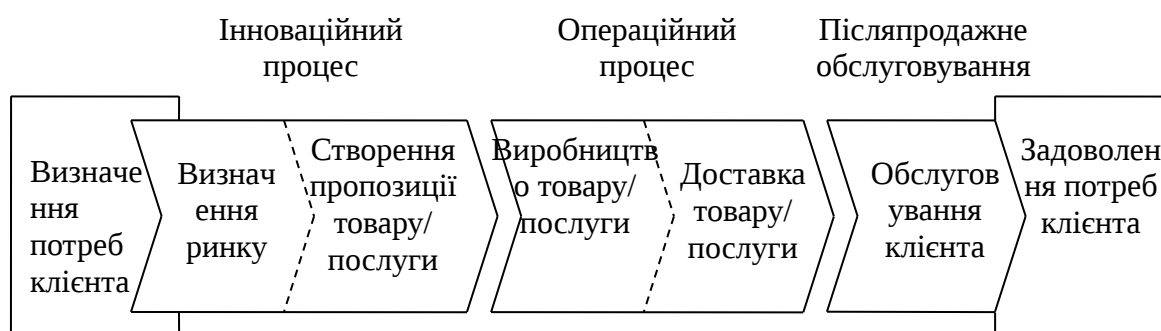 Інноваційний
процес
Операційний
процес
Післяпродажне
обслуговування
Визначе
ння
потреб
клієнта
Визнач
ення
ринку
Створення
пропозиції
товару/
послуги
Виробництв
о товару/
послуги
Доставка
товару/
послуги
Обслугов
ування
клієнта
Задоволен
ня потреб
клієнта